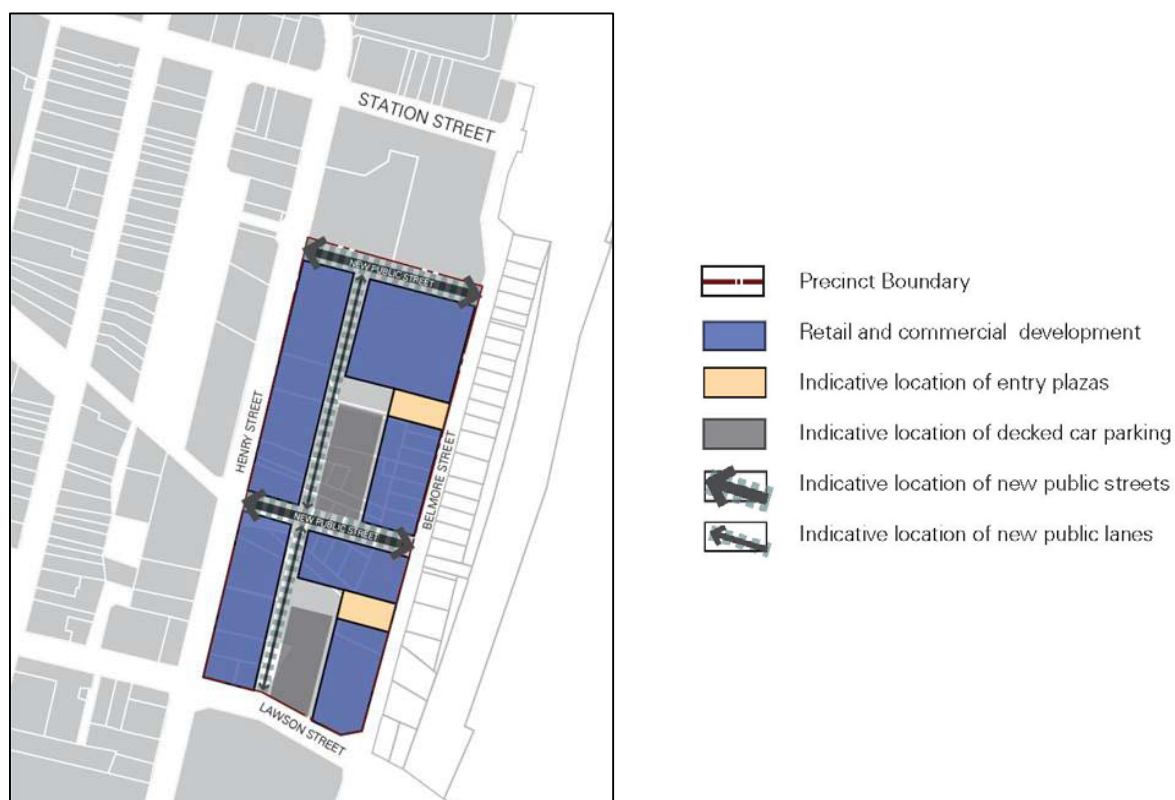 STATION STREET
NEW PUBLIC STREET
HENRY STREET
BELMORE STREET
NEW PUBLIC STREET
LAWSON STREET
Precinct Boundary
Retail and commercial development
Indicative location of entry plazas
Indicative location of decked car parking
Indicative location of new public streets
Indicative location of new public lanes